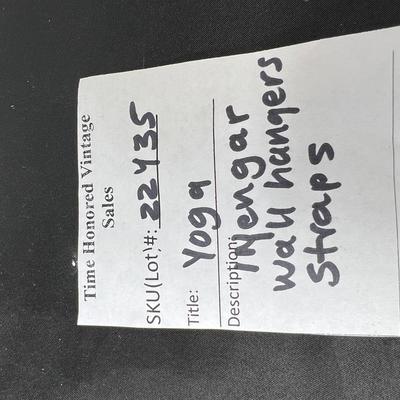 Time Honored Vintage
Sales
SKU(Lot)#: 22435
Title: Yoga
Description: Iyengar
wall hangers
straps